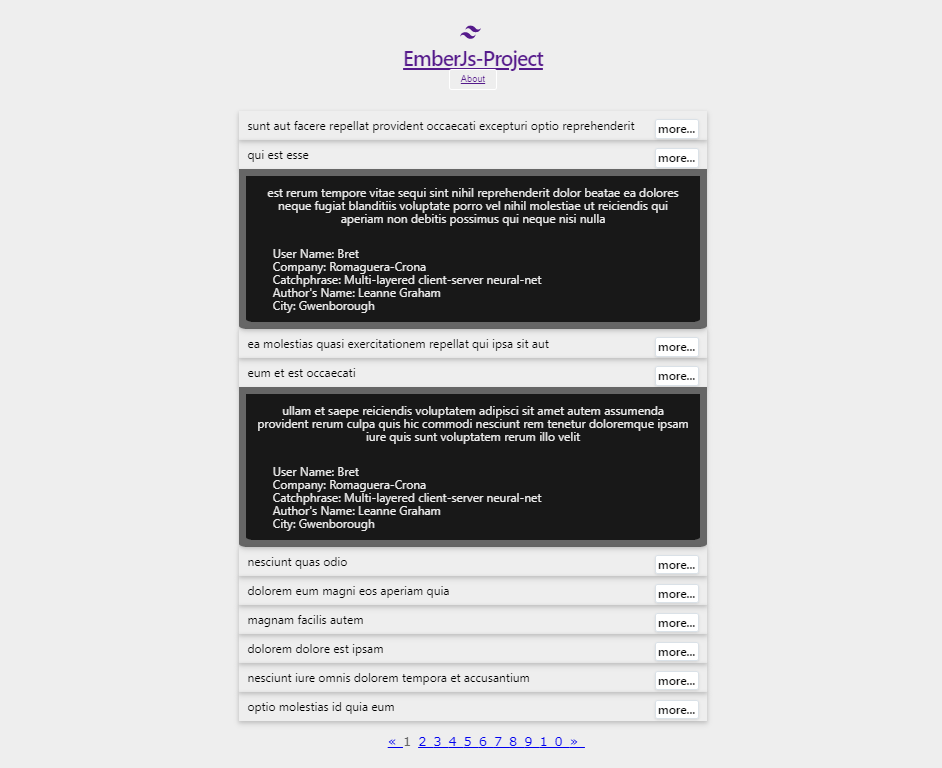 EmberJs-Project
About
sunt aut facere repellat provident occaecati excepturi optio reprehenderit more...
qui est esse more...
est rerum tempore vitae sequi sint nihil reprehenderit dolor beatae ea dolores
neque fugiat blanditiis voluptate porro vel nihil molestiae ut reiciendis qui
aperiam non debitis possimus qui neque nisi nulla
User Name: Bret
Company: Romaguera-Crona
Catchphrase: Multi-layered client-server neural-net
Author's Name: Leanne Graham
City: Gwenborough
ea molestias quasi exercitationem repellat qui ipsa sit aut more...
eum et est occaecati more...
ullam et saepe reiciendis voluptatem adipisci sit amet autem assumenda
provident rerum culpa quis hic commodi nesciunt rem tenetur doloremque ipsam
iure quis sunt voluptatem rerum illo velit
User Name: Bret
Company: Romaguera-Crona
Catchphrase: Multi-layered client-server neural-net
Author's Name: Leanne Graham
City: Gwenborough
nesciunt quas odio more...
dolorem eum magni eos aperiam quia more...
magnam facilis autem more...
dolorem dolore est ipsam more...
nesciunt iure omnis dolorem tempora et accusantium more...
optio molestias id quia eum more...
« 1 2 3 4 5 6 7 8 9 1 0 »